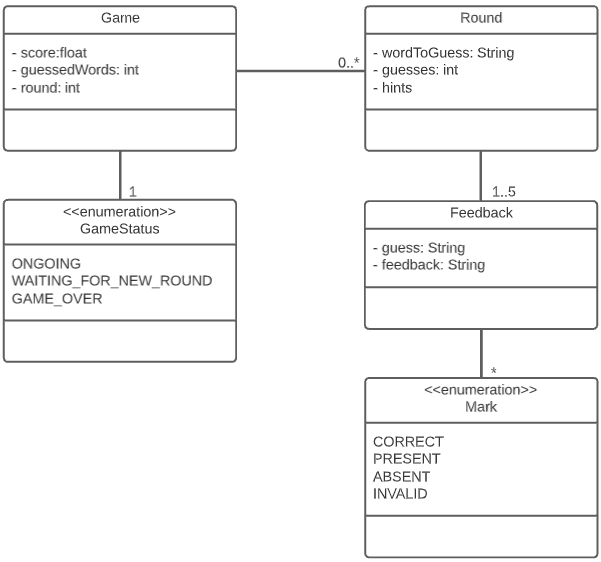 Game
- score:float
- guessedWords: int
- round: int
0..*
Round
- wordToGuess: String
- guesses: int
- hints
1
<<enumeration>>
GameStatus
ONGOING
WAITING_FOR_NEW_ROUND
GAME_OVER
1..5
Feedback
- guess: String
- feedback: String
*
<<enumeration>>
Mark
CORRECT
PRESENT
ABSENT
INVALID